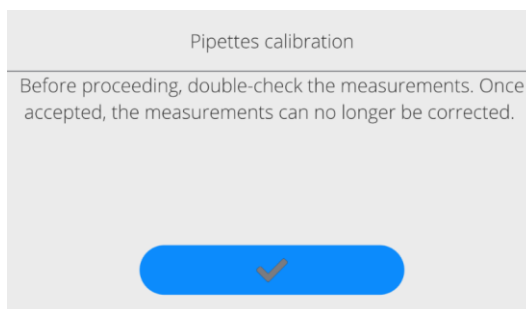 Pipettes calibration
Before proceeding, double-check the measurements. Once
accepted, the measurements can no longer be corrected.